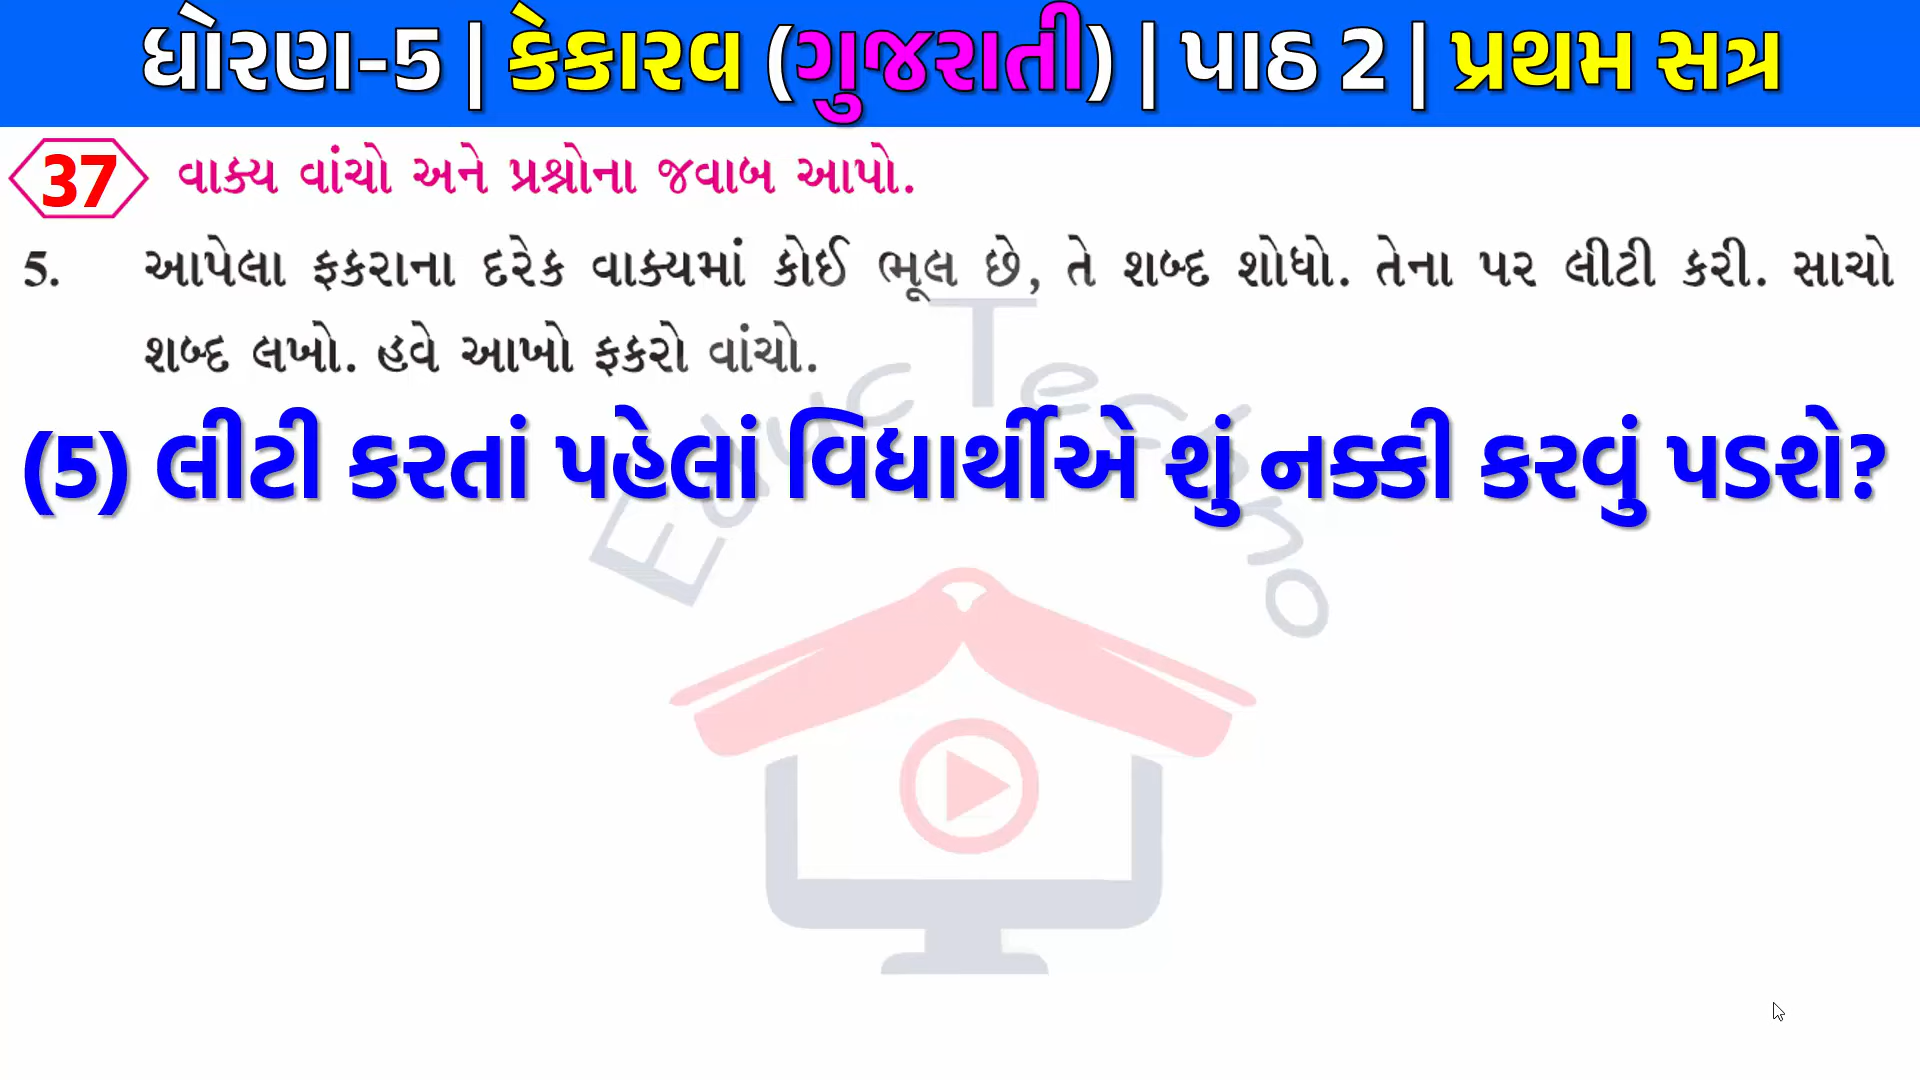 ધોરણ-5 | કેકારવ (ગુજરાતી) | પાઠ 2 | પ્રથમ સત્ર
37 વાક્ય વાંચો અને પ્રશ્નોના જવાબ આપો.
5. આપેલા ફકરાના દરેક વાક્યમાં કોઈ ભૂલ છે, તે શબ્દ શોધો. તેના પર લીટી કરી. સાચો
શબ્દ લખો. હવે આખો ફકરો વાંચો.
(5) લીટી કરતાં પહેલાં વિદ્યાર્થીએ શું નક્કી કરવું પડશે?
EducTechno